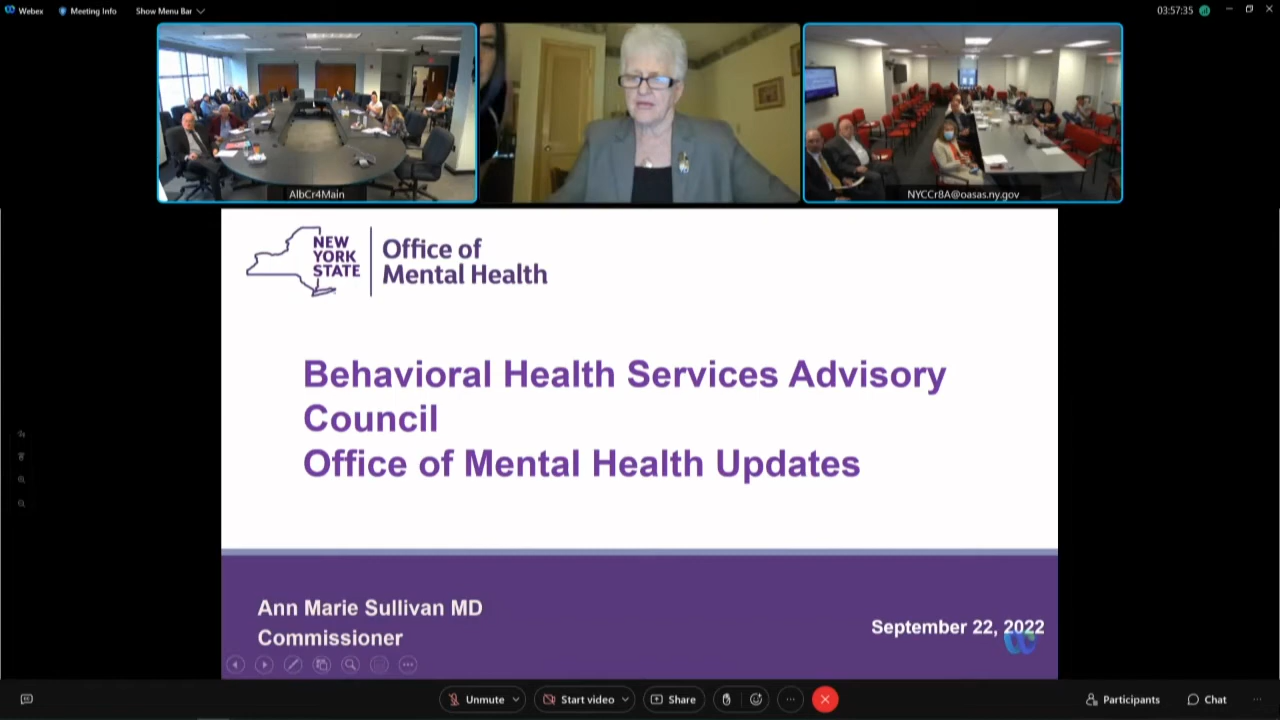 Webex
Meeting Info
Show Menu Bar
03:57:35
AlbCr4Main
NYCCr8A@oasas.ny.gov
NEW
YORK
STATE
Office of
Mental Health
Behavioral Health Services Advisory
Council
Office of Mental Health Updates
Ann Marie Sullivan MD
Commissioner
September 22, 2022
Unmute
Start video
Share
Participants
Chat